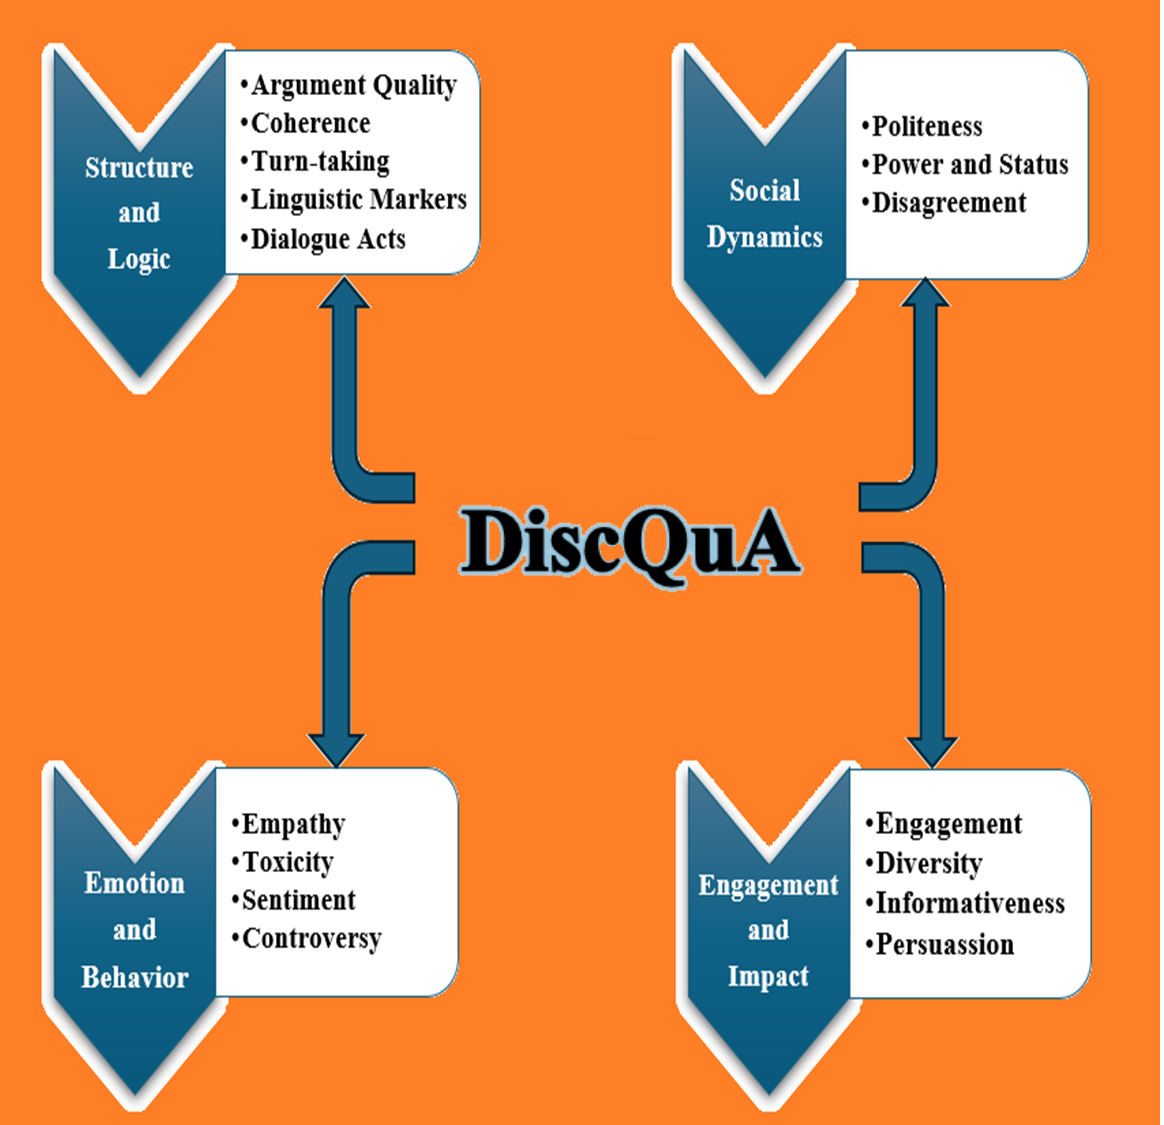 Structure
and
Logic
•Argument Quality
•Coherence
•Turn-taking
•Linguistic Markers
•Dialogue Acts
Social
Dynamics
•Politeness
•Power and Status
•Disagreement
DiscQuA
Emotion
and
Behavior
•Empathy
•Toxicity
•Sentiment
•Controversy
Engagement
and
Impact
•Engagement
•Diversity
•Informativeness
•Persuassion